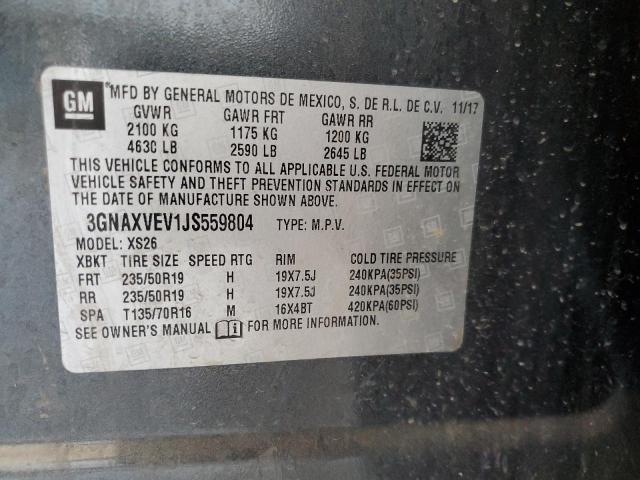 GM
MFD BY GENERAL MOTORS DE MEXICO, S. DE R.L. DE C.V. 11/17
GVWR GAWR FRT GAWR RR
2100 KG 1175 KG 1200 KG
4630 LB 2590 LB 2645 LB
THIS VEHICLE CONFORMS TO ALL APPLICABLE U.S. FEDERAL MOTOR
VEHICLE SAFETY AND THEFT PREVENTION STANDARDS IN EFFECT ON
THE DATE OF MANUFACTURE SHOWN ABOVE.
3GNAXVEV1JS559804 TYPE: M.P.V.
MODEL: XS26
XBKT TIRE SIZE SPEED RTG RIM COLD TIRE PRESSURE
FRT 235/50R19 H 19X7.5J 240KPA(35PSI)
RR 235/50R19 H 19X7.5J 240KPA(35PSI)
SPA T135/70R16 M 16X4BT 420KPA(60PSI)
SEE OWNER'S MANUAL i FOR MORE INFORMATION.